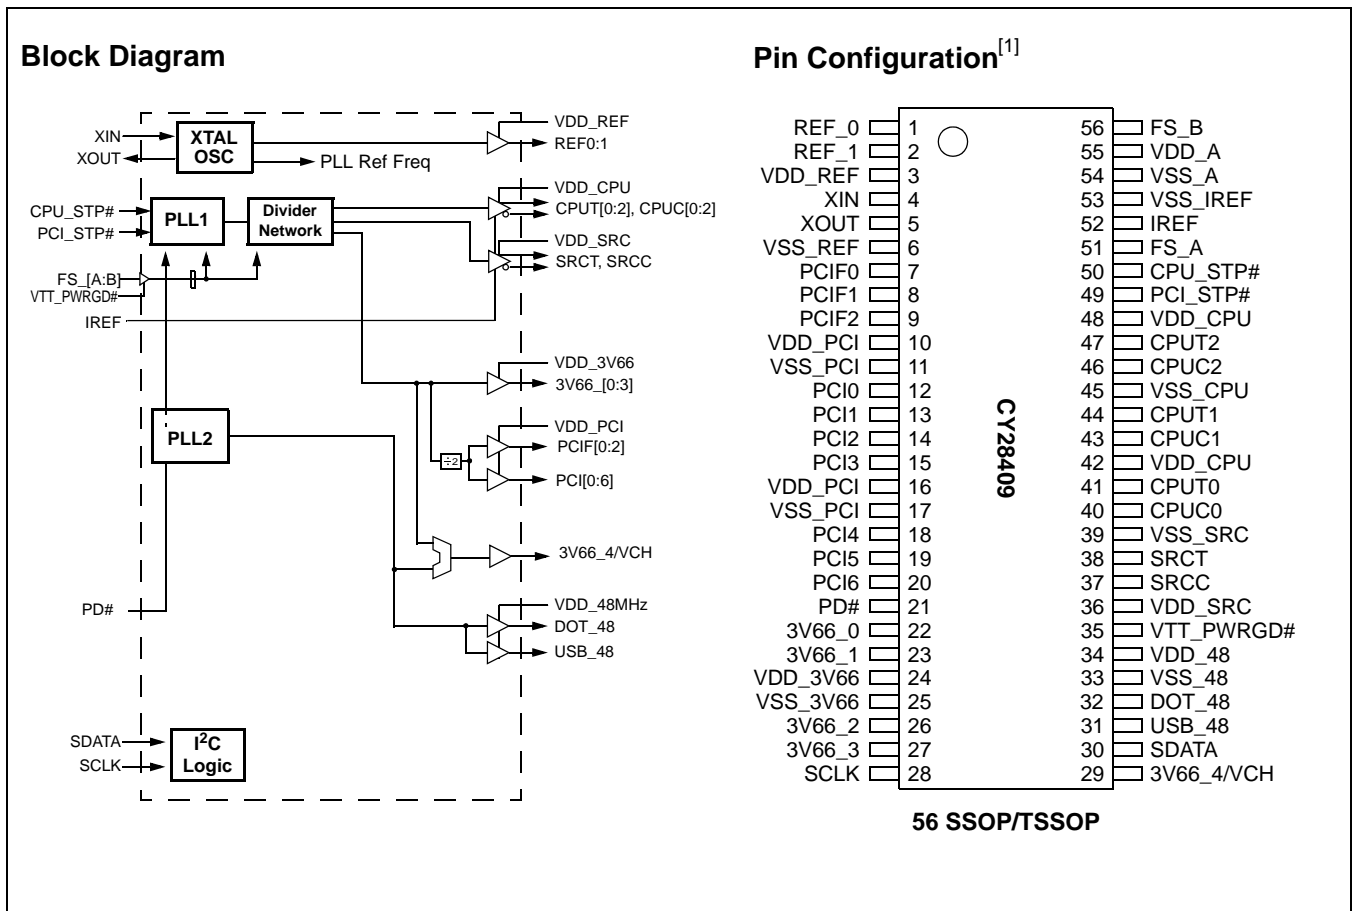 Block Diagram
XIN
XOUT
XTAL
OSC
VDD_REF
REF0:1
PLL Ref Freq
CPU_STP#
PCI_STP#
PLL1
Divider
Network
VDD_CPU
CPUT[0:2], CPUC[0:2]
VDD_SRC
SRCT, SRCC
FS_[A:B]
VTT_PWRGD#
IREF
VDD_3V66
3V66_[0:3]
PLL2
VDD_PCI
PCIF[0:2]
÷2
PCI[0:6]
3V66_4/VCH
PD#
VDD_48MHz
DOT_48
USB_48
SDATA
SCLK
I2C
Logic
Pin Configuration[1]
REF_0 1 56 FS_B
REF_1 2 55 VDD_A
VDD_REF 3 54 VSS_A
XIN 4 53 VSS_IREF
XOUT 5 52 IREF
VSS_REF 6 51 FS_A
PCIF0 7 50 CPU_STP#
PCIF1 8 49 PCI_STP#
PCIF2 9 48 VDD_CPU
VDD_PCI 10 47 CPUT2
VSS_PCI 11 46 CPUC2
PCI0 12 45 VSS_CPU
PCI1 13 44 CPUT1
PCI2 14 43 CPUC1
PCI3 15 42 VDD_CPU
VDD_PCI 16 41 CPUT0
VSS_PCI 17 40 CPUC0
PCI4 18 39 VSS_SRC
PCI5 19 38 SRCT
PCI6 20 37 SRCC
PD# 21 36 VDD_SRC
3V66_0 22 35 VTT_PWRGD#
3V66_1 23 34 VDD_48
VDD_3V66 24 33 VSS_48
VSS_3V66 25 32 DOT_48
3V66_2 26 31 USB_48
3V66_3 27 30 SDATA
SCLK 28 29 3V66_4/VCH
CY28409
56 SSOP/TSSOP